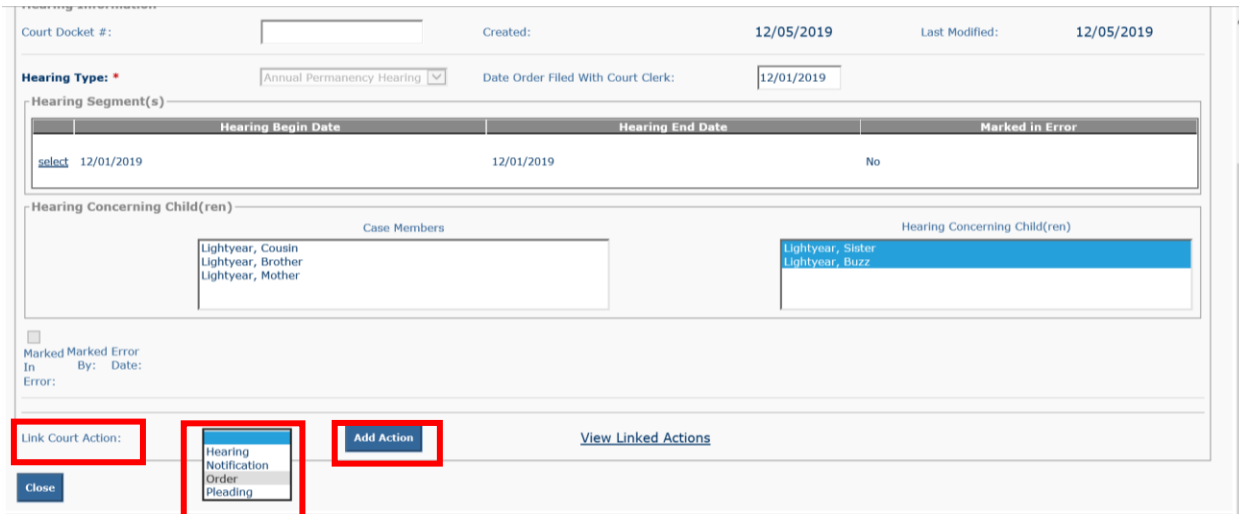 Hearing Information
Court Docket #: Created: 12/05/2019 Last Modified: 12/05/2019
Hearing Type: * Annual Permanency Hearing Date Order Filed With Court Clerk: 12/01/2019
Hearing Segment(s)
Hearing Begin Date Hearing End Date Marked in Error
select 12/01/2019 12/01/2019 No
Hearing Concerning Child(ren)
Case Members Hearing Concerning Child(ren)
Lightyear, Cousin Lightyear, Sister
Lightyear, Brother Lightyear, Buzz
Lightyear, Mother
Marked Marked Error
In By: Date:
Error:
Link Court Action: Add Action View Linked Actions
Hearing
Notification
Order
Pleading
Close